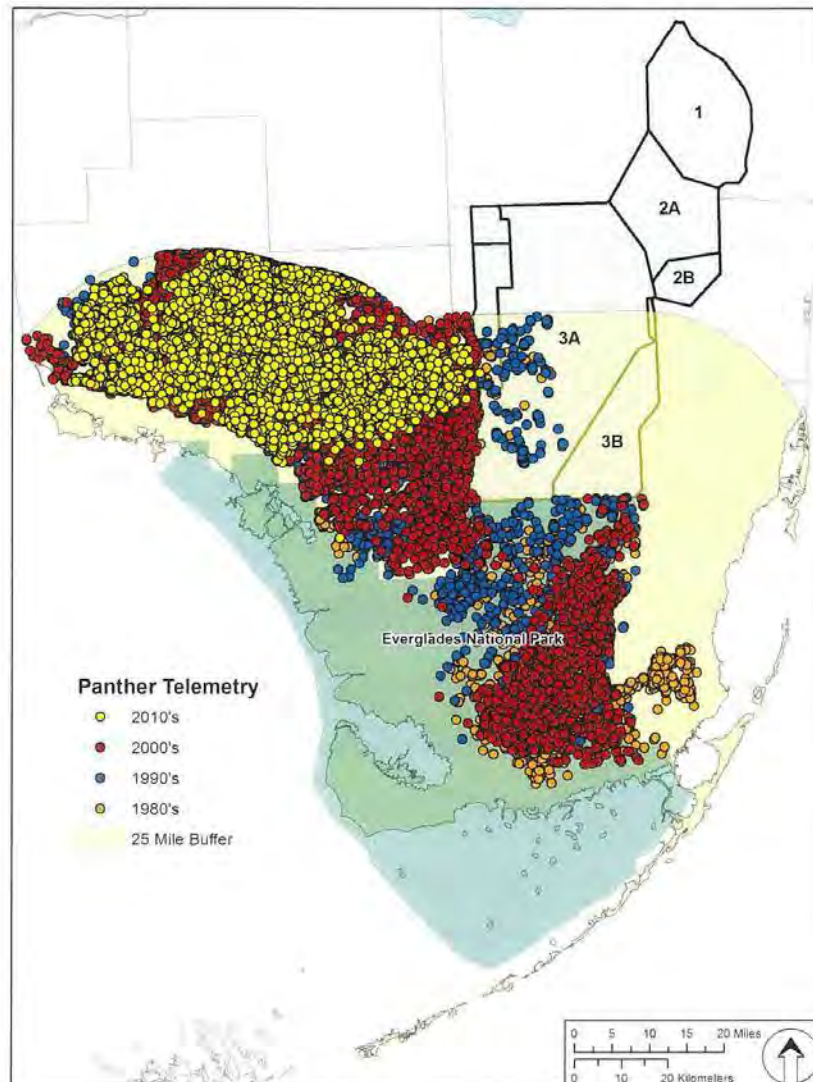 1
2A
2B
3A
3B
Everglades National Park
Panther Telemetry
2010's
2000's
1990's
1980's
25 Mile Buffer
0 5 10 15 20 Miles
0 10 20 Kilometers